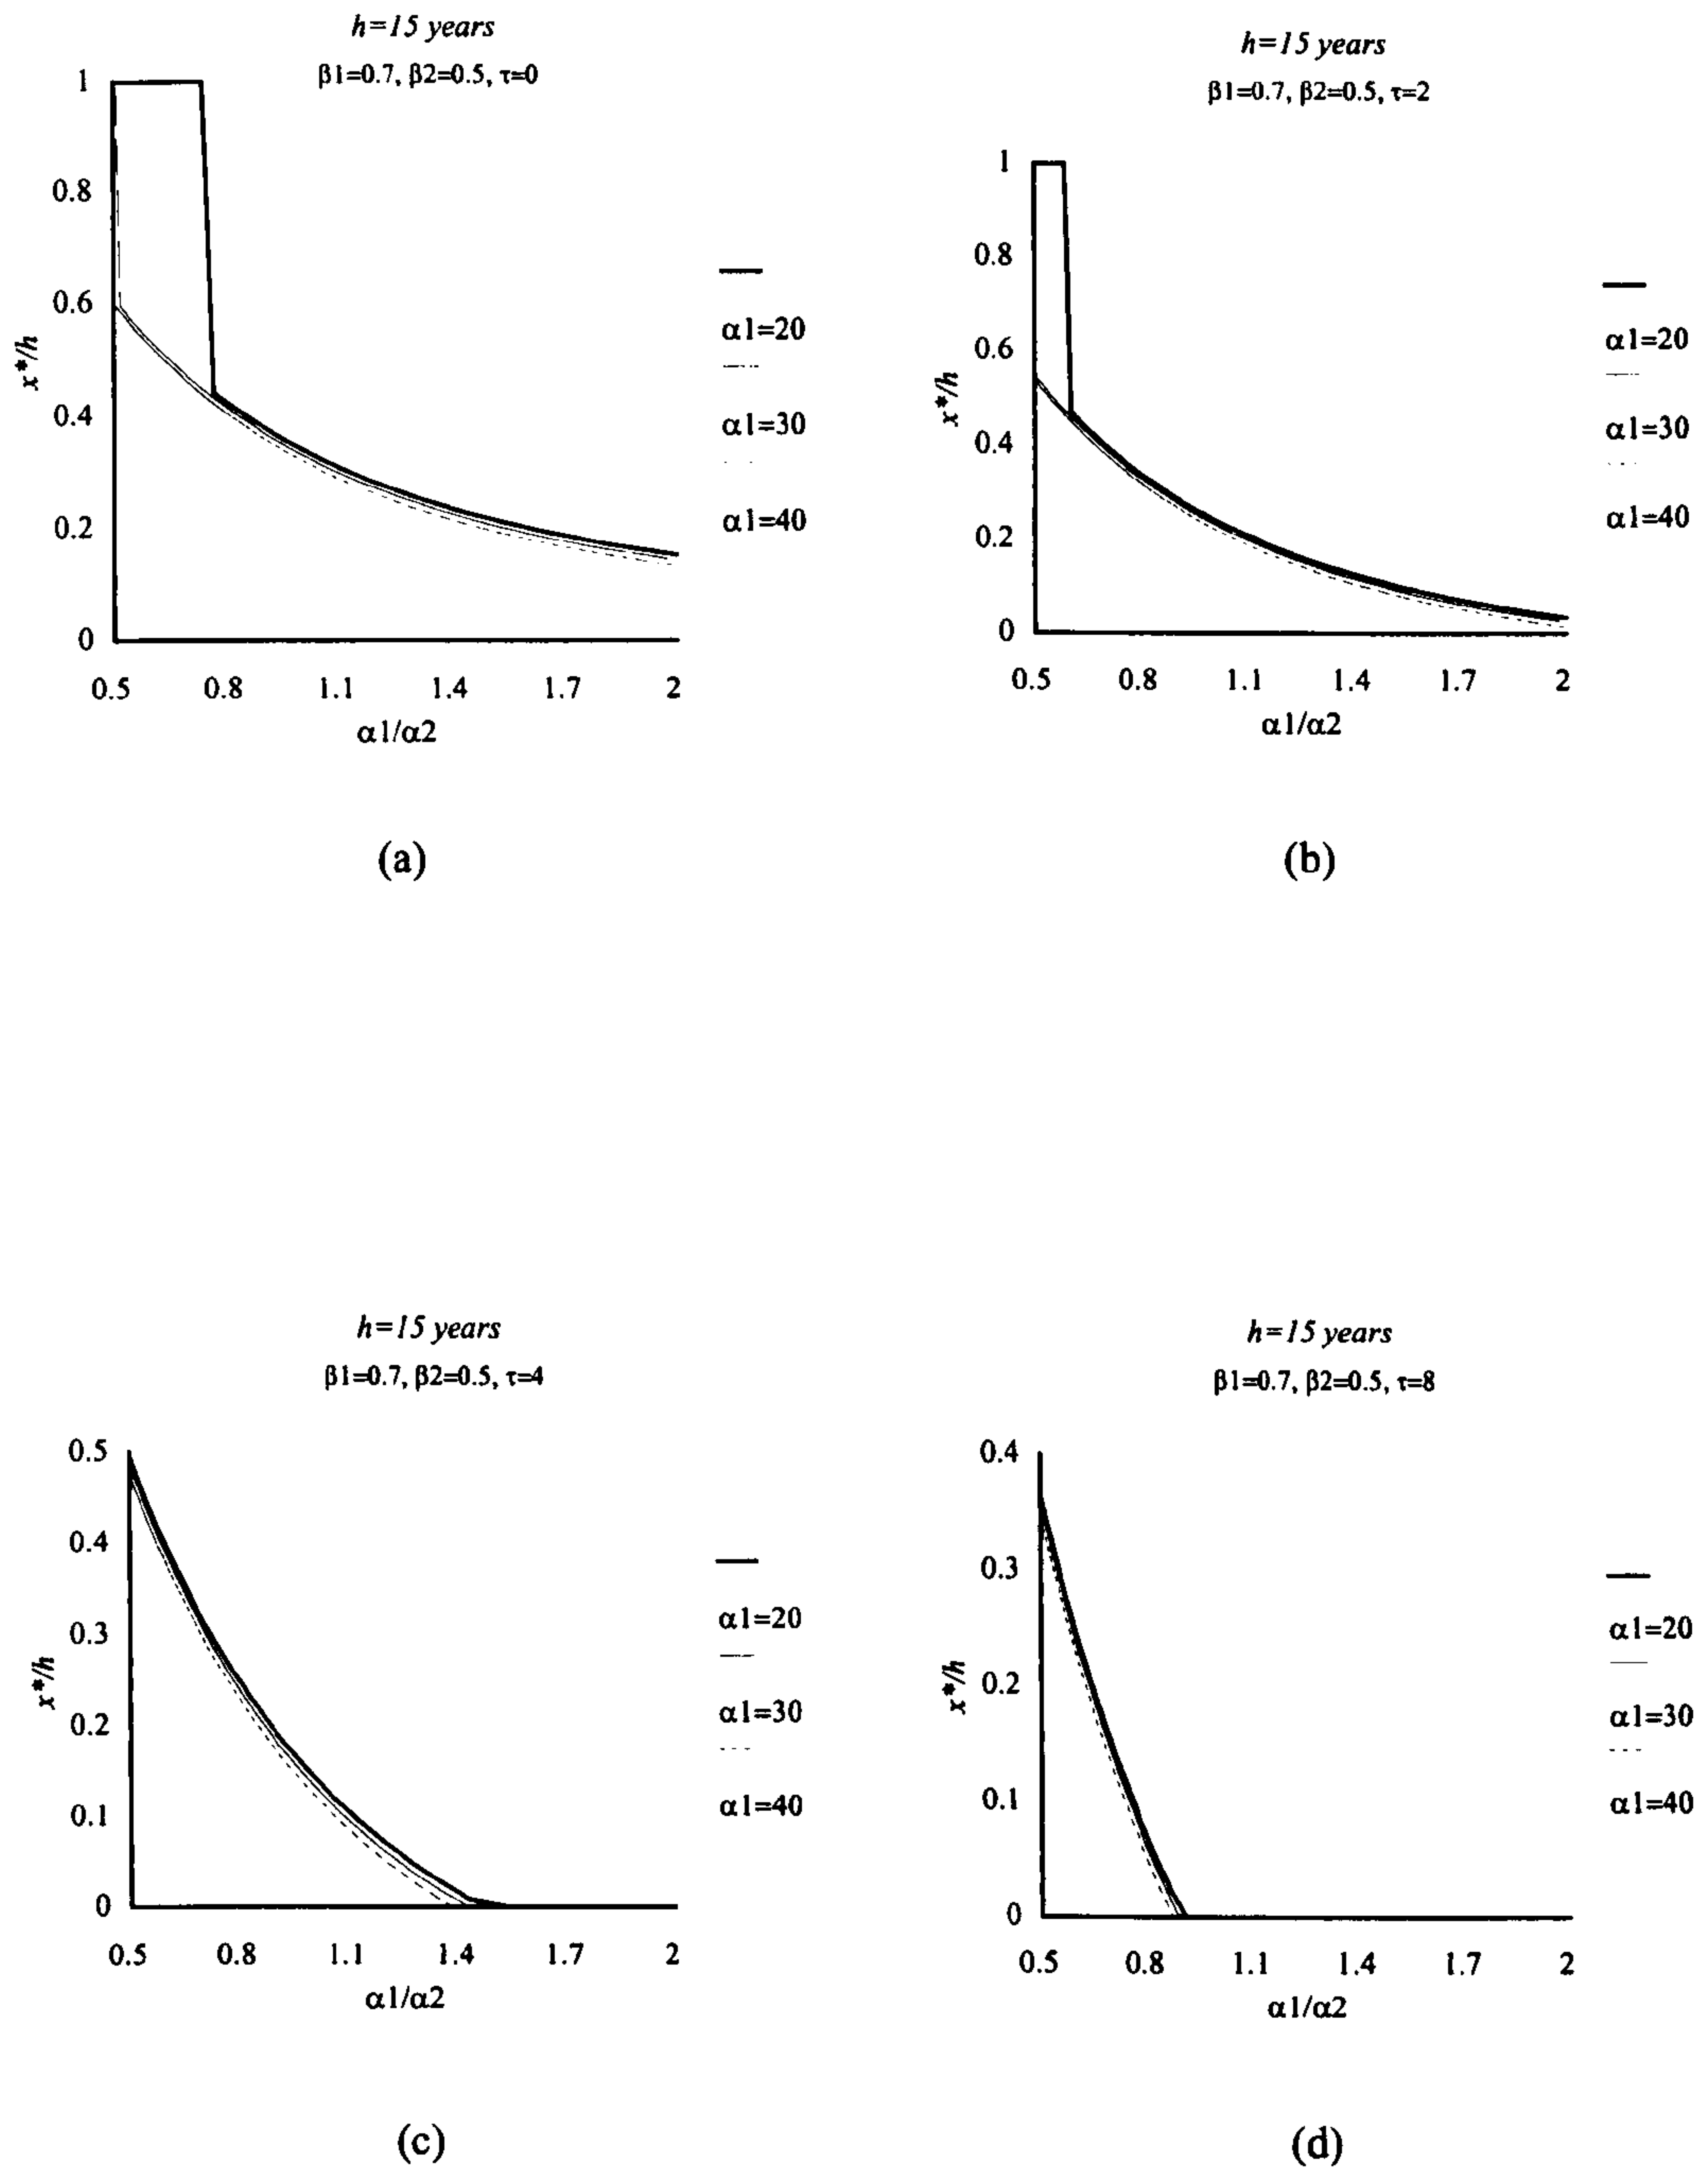 h=15 years
β1=0.7, β2=0.5, τ=0
1
0.8
0.6
0.4
0.2
0
x*/h
0.5 0.8 1.1 1.4 1.7 2
α1/α2
α1=20
α1=30
α1=40
(a)
h=15 years
β1=0.7, β2=0.5, τ=2
1
0.8
0.6
0.4
0.2
0
x*/h
0.5 0.8 1.1 1.4 1.7 2
α1/α2
α1=20
α1=30
α1=40
(b)
h=15 years
β1=0.7, β2=0.5, τ=4
0.5
0.4
0.3
0.2
0.1
0
x*/h
0.5 0.8 1.1 1.4 1.7 2
α1/α2
α1=20
α1=30
α1=40
(c)
h=15 years
β1=0.7, β2=0.5, τ=8
0.4
0.3
0.2
0.1
0
x*/h
0.5 0.8 1.1 1.4 1.7 2
α1/α2
α1=20
α1=30
α1=40
(d)